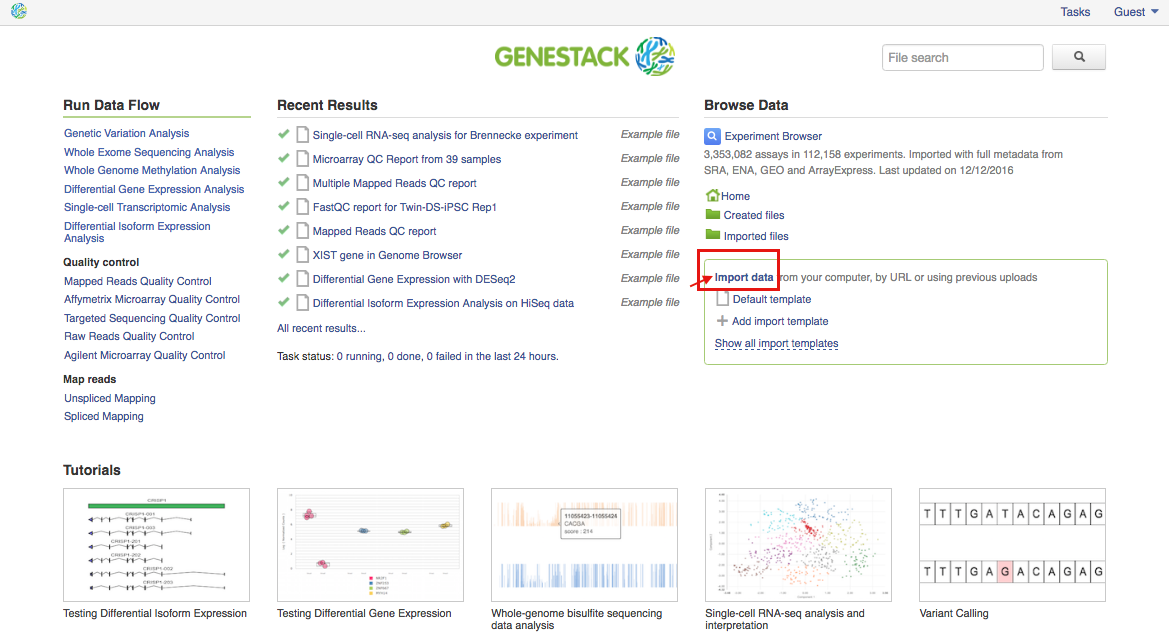 Tasks Guest
GENESTACK
File search
Run Data Flow
Genetic Variation Analysis
Whole Exome Sequencing Analysis
Whole Genome Methylation Analysis
Differential Gene Expression Analysis
Single-cell Transcriptomic Analysis
Differential Isoform Expression
Analysis
Quality control
Mapped Reads Quality Control
Affymetrix Microarray Quality Control
Targeted Sequencing Quality Control
Raw Reads Quality Control
Agilent Microarray Quality Control
Map reads
Unspliced Mapping
Spliced Mapping
Recent Results
Single-cell RNA-seq analysis for Brennecke experiment Example file
Microarray QC Report from 39 samples Example file
Multiple Mapped Reads QC report Example file
FastQC report for Twin-DS-iPSC Rep1 Example file
Mapped Reads QC report Example file
XIST gene in Genome Browser Example file
Differential Gene Expression with DESeq2 Example file
Differential Isoform Expression Analysis on HiSeq data Example file
All recent results...
Task status: 0 running, 0 done, 0 failed in the last 24 hours.
Browse Data
Experiment Browser
3,353,082 assays in 112,158 experiments. Imported with full metadata from
SRA, ENA, GEO and ArrayExpress. Last updated on 12/12/2016
Home
Created files
Imported files
Import data from your computer, by URL or using previous uploads
Default template
Add import template
Show all import templates
Tutorials
CRISP1
CRISP1-001
CRISP1-003
CRISP1-201
CRISP1-202
CRISP1-002
CRISP1-203
Testing Differential Isoform Expression
Testing Differential Gene Expression
11055423-11055424
CACGA
score : 214
Whole-genome bisulfite sequencing
data analysis
Single-cell RNA-seq analysis and
interpretation
TTTGATACAGAG
TTTGAGACAGAG
Variant Calling